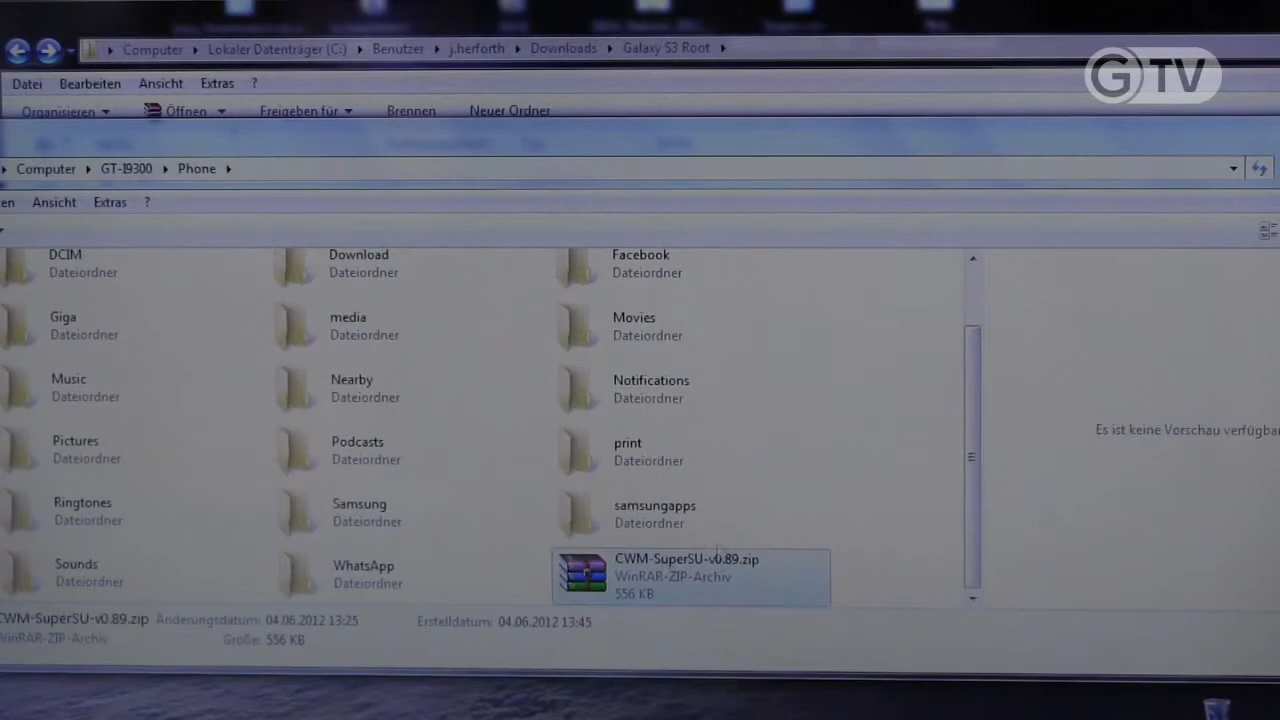 Computer Lokaler Datenträger (C:) Benutzer j.herforth Downloads Galaxy S3 Root
GTV
Datei Bearbeiten Ansicht Extras ?
Organisieren Öffnen Freigeben für Brennen Neuer Ordner
Computer GT-I9300 Phone
en Ansicht Extras ?
DCIM
Dateiordner
Download
Dateiordner
Facebook
Dateiordner
Giga
Dateiordner
media
Dateiordner
Movies
Dateiordner
Music
Dateiordner
Nearby
Dateiordner
Notifications
Dateiordner
Es ist keine Vorschau verfügbar
Pictures
Dateiordner
Podcasts
Dateiordner
print
Dateiordner
Ringtones
Dateiordner
Samsung
Dateiordner
samsungapps
Dateiordner
Sounds
Dateiordner
WhatsApp
Dateiordner
CWM-SuperSU-v0.89.zip
WinRAR-ZIP-Archiv
556 KB
CWM-SuperSU-v0.89.zip Änderungsdatum: 04.06.2012 13:25 Erstelldatum: 04.06.2012 13:45
WinRAR-ZIP-Archiv Größe: 556 KB